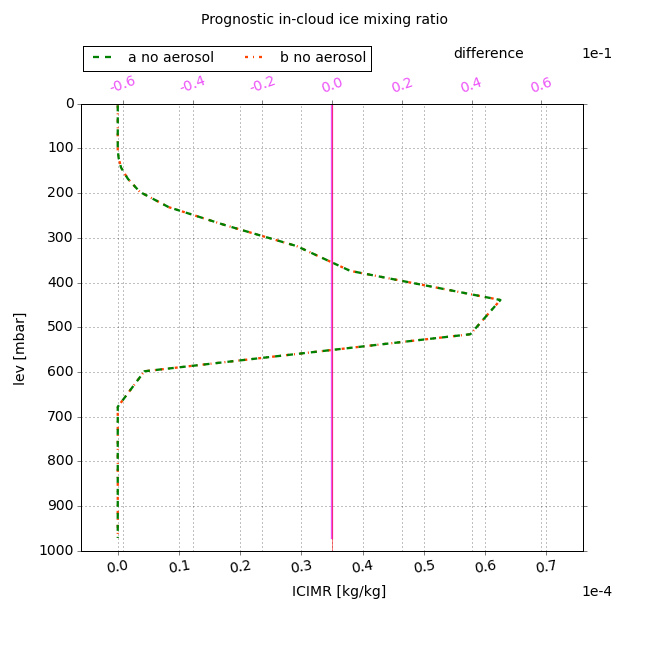 Prognostic in-cloud ice mixing ratio
a no aerosol b no aerosol difference 1e-1
-0.6 -0.4 -0.2 0.0 0.2 0.4 0.6
0
100
200
300
400
500
600
700
800
900
1000
lev [mbar]
0.0 0.1 0.2 0.3 0.4 0.5 0.6 0.7
ICIMR [kg/kg] 1e-4